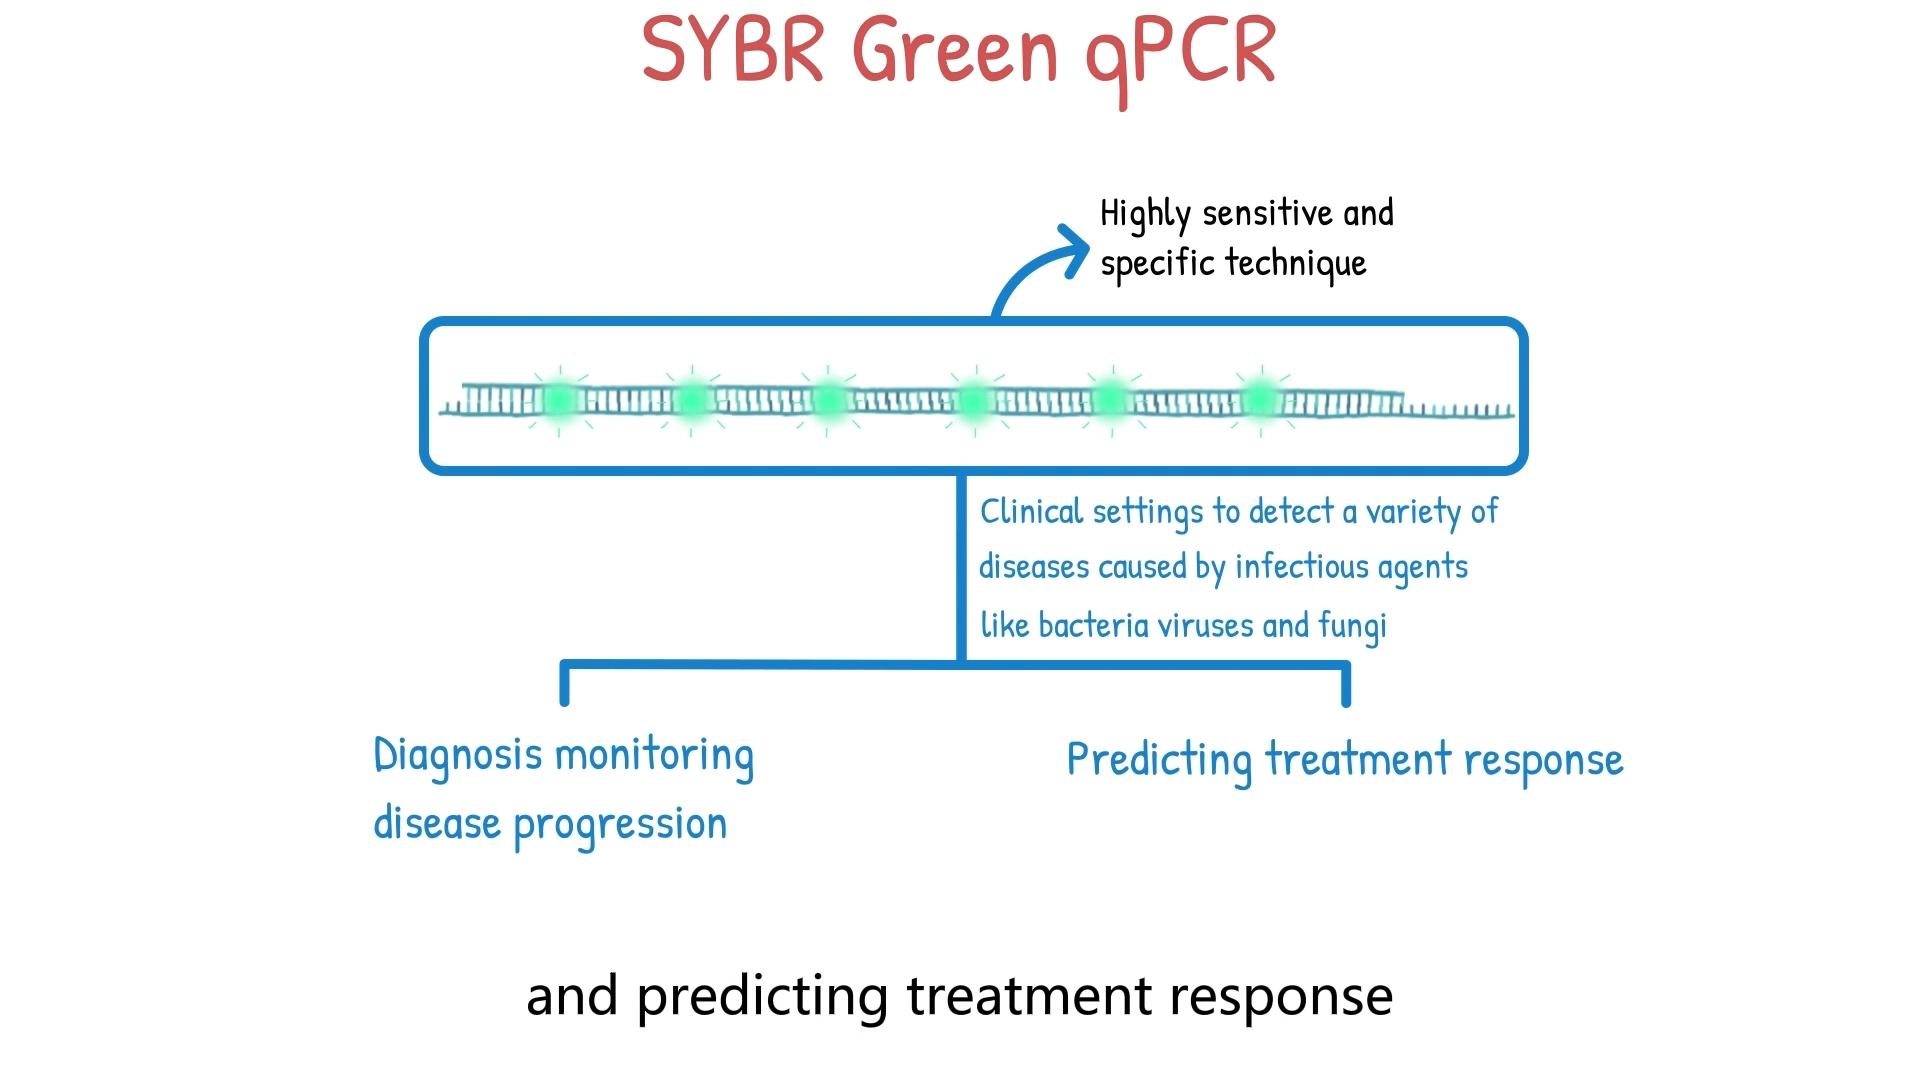 SYBR Green qPCR
Highly sensitive and
specific technique
Clinical settings to detect a variety of
diseases caused by infectious agents
like bacteria viruses and fungi
Diagnosis monitoring
disease progression
Predicting treatment response
and predicting treatment response